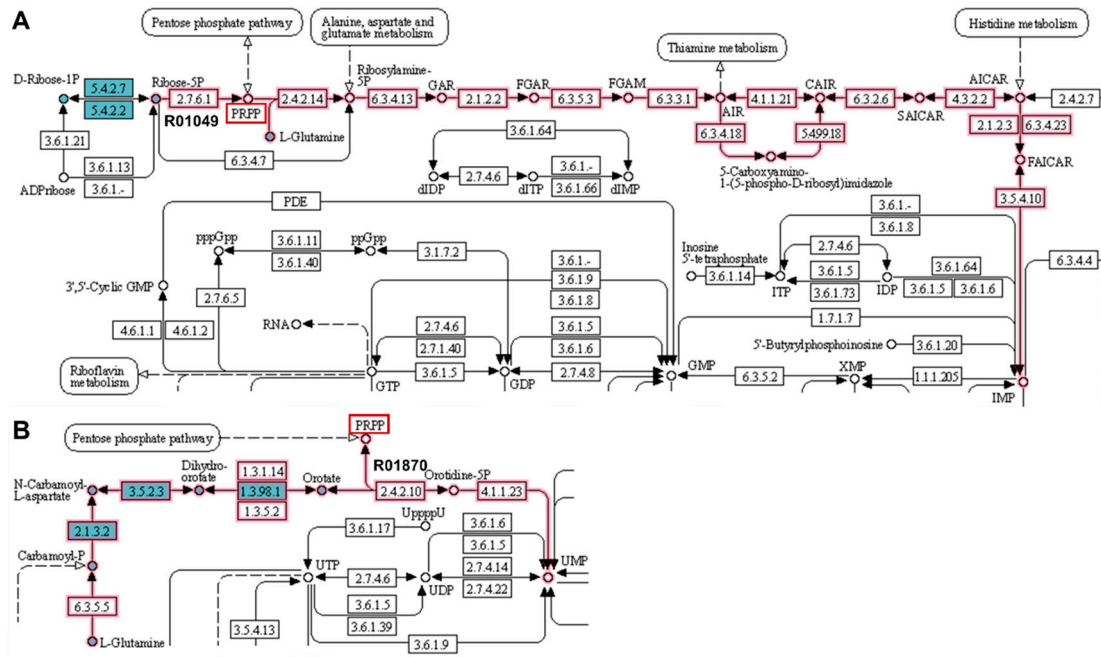 A
Pentose phosphate pathway
Alanine, aspartate and
glutamate metabolism
Histidine metabolism
Thiamine metabolism
D-Ribose-1P
5.4.2.7
5.4.2.2
Ribose-5P
2.7.6.1
R01049
PRPP
2.4.2.14
Ribosylamine-
5P
L-Glutamine
6.3.4.13
GAR
2.1.2.2
FGAR
6.3.5.3
FGAM
6.3.3.1
AIR
4.1.1.21
CAIR
6.3.2.6
SAICAR
4.3.2.2
AICAR
2.4.2.7
6.3.4.18
5.4.99.18
5-Carboxyamino-
1-(5-phospho-D-ribosyl)imidazole
2.1.2.3
6.3.4.23
FAICAR
3.5.4.10
3.6.1.21
3.6.1.13
3.6.1.-
ADPribose
6.3.4.7
3.6.1.64
dIDP
2.7.4.6
dITP
3.6.1.-
3.6.1.66
dIMP
PDE
pppGpp
3.6.1.11
3.6.1.40
ppGpp
3.1.7.2
3.6.1.-
3.6.1.9
3.6.1.8
3',5'-Cyclic GMP
2.7.6.5
4.6.1.1
4.6.1.2
RNA
2.7.4.6
2.7.1.40
3.6.1.5
3.6.1.5
3.6.1.6
2.7.4.8
Riboflavin
metabolism
GTP
GDP
GMP
6.3.5.2
XMP
1.1.1.205
IMP
Inosine
5'-tetraphosphate
3.6.1.14
ITP
3.6.1.-
3.6.1.8
2.7.4.6
3.6.1.5
3.6.1.73
IDP
3.6.1.64
3.6.1.5
3.6.1.6
6.3.4.4
1.7.1.7
5'-Butyrylphosphoinosine
3.6.1.20
B
Pentose phosphate pathway
PRPP
R01870
N-Carbamoyl-
L-aspartate
3.5.2.3
Dihydro-
orotate
1.3.1.14
1.3.98.1
1.3.5.2
Orotate
2.4.2.10
Orotidine-5P
4.1.1.23
2.1.3.2
Carbamoyl-P
6.3.5.5
L-Glutamine
UppppU
3.6.1.17
3.6.1.6
3.6.1.5
2.7.4.14
2.7.4.22
UTP
2.7.4.6
UDP
UMP
3.6.1.5
3.6.1.39
3.5.4.13
3.6.1.9